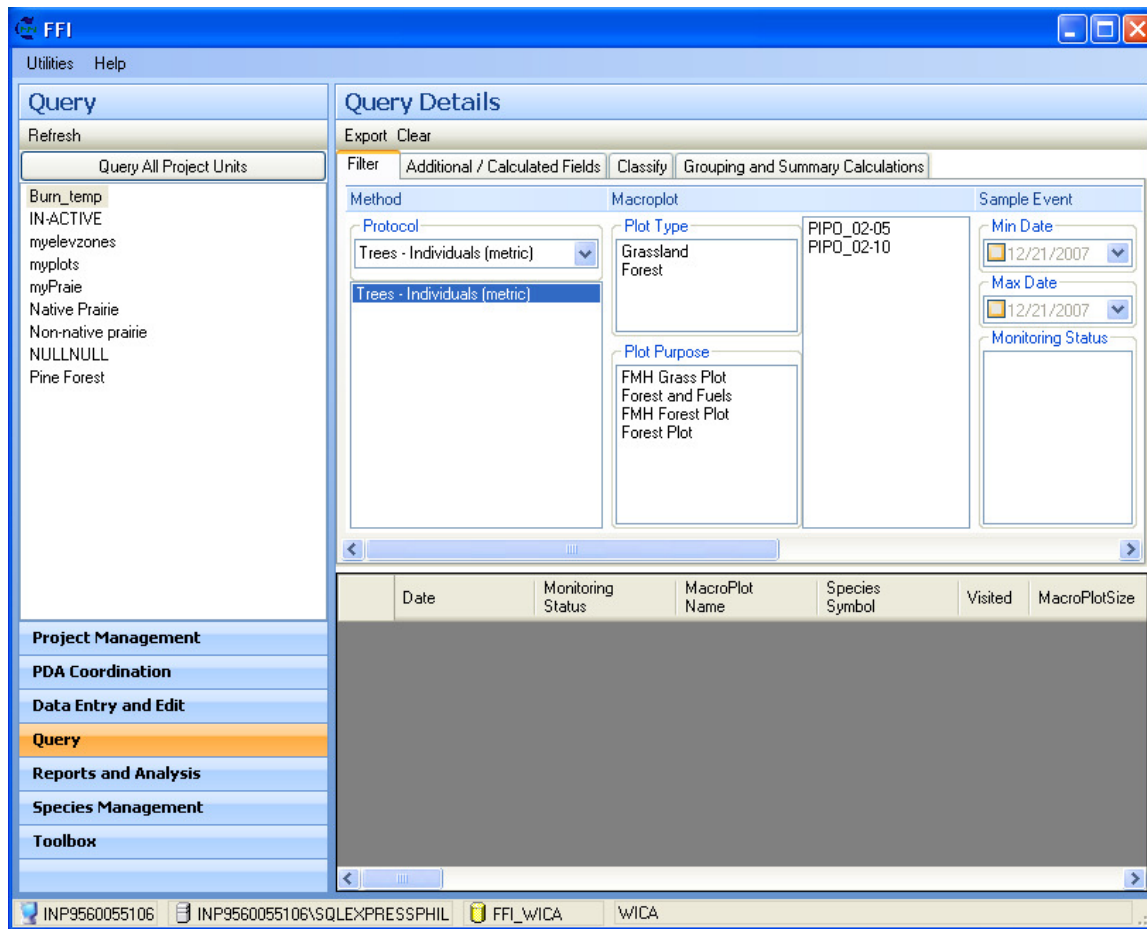 FFI
Utilities Help
Query
Refresh
Query All Project Units
Burn_temp
IN-ACTIVE
myelevzones
myplots
myPraie
Native Prairie
Non-native prairie
NULLNULL
Pine Forest
Project Management
PDA Coordination
Data Entry and Edit
Query
Reports and Analysis
Species Management
Toolbox
Query Details
Export Clear
Filter Additional / Calculated Fields Classify Grouping and Summary Calculations
Method Macroplot Sample Event
Protocol
Trees - Individuals (metric)
Trees - Individuals (metric)
Plot Type
Grassland
Forest
Plot Purpose
FMH Grass Plot
Forest and Fuels
FMH Forest Plot
Forest Plot
PIPO_02-05
PIPO_02-10
Min Date
12/21/2007
Max Date
12/21/2007
Monitoring Status
Date Monitoring Status MacroPlot Name Species Symbol Visited MacroPlotSize
INP9560055106 INP9560055106\SQLEXPRESSPHIL FFI_WICA WICA